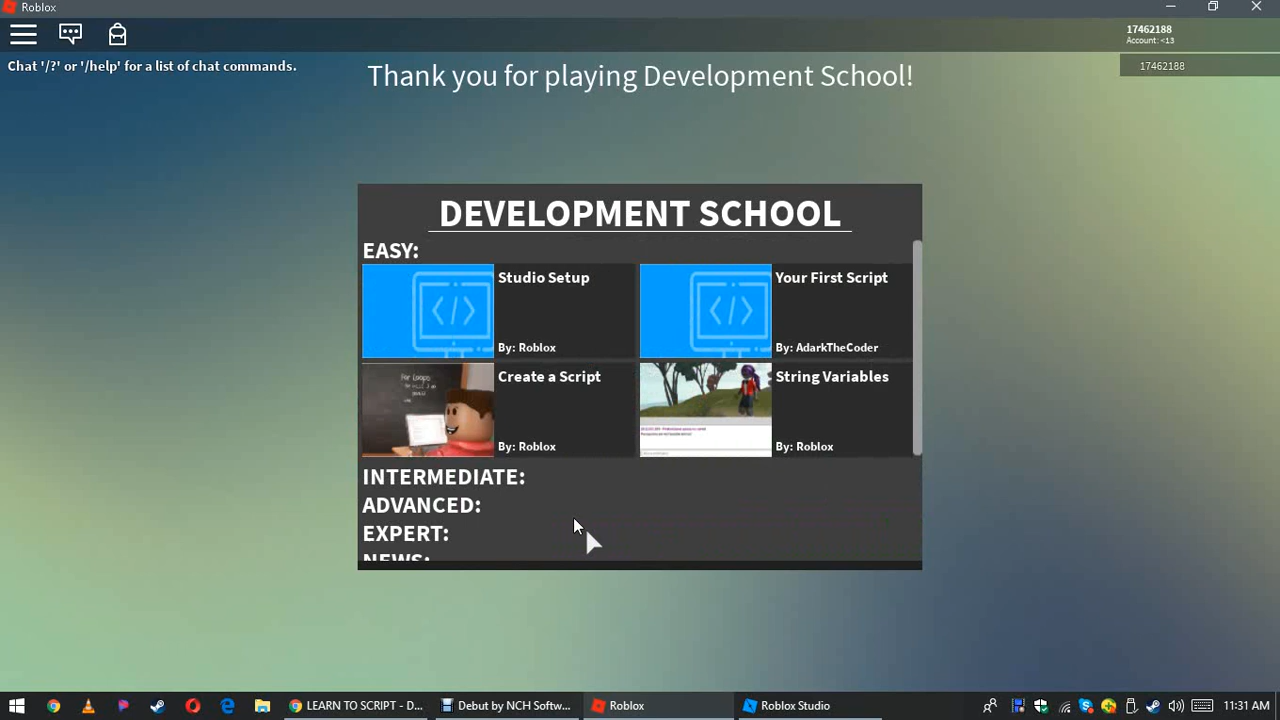 Roblox
17462188
Account: <13
Chat '/?' or '/help' for a list of chat commands.
17462188
Thank you for playing Development School!
DEVELOPMENT SCHOOL
EASY:
Studio Setup
By: Roblox
Your First Script
By: AdarkTheCoder
Create a Script
By: Roblox
String Variables
By: Roblox
INTERMEDIATE:
ADVANCED:
EXPERT:
NEWS:
LEARN TO SCRIPT - D...
Debut by NCH Softw...
Roblox
Roblox Studio
11:31 AM